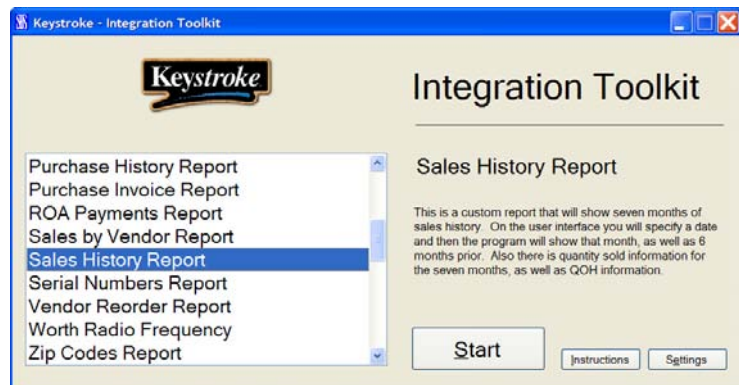 Keystroke - Integration Toolkit
Keystroke
Integration Toolkit
Purchase History Report
Purchase Invoice Report
ROA Payments Report
Sales by Vendor Report
Sales History Report
Serial Numbers Report
Vendor Reorder Report
Worth Radio Frequency
Zip Codes Report
Sales History Report
This is a custom report that will show seven months of
sales history. On the user interface you will specify a date
and then the program will show that month, as well as 6
months prior. Also there is quantity sold information for
the seven months, as well as QOH information.
Start
Instructions
Settings